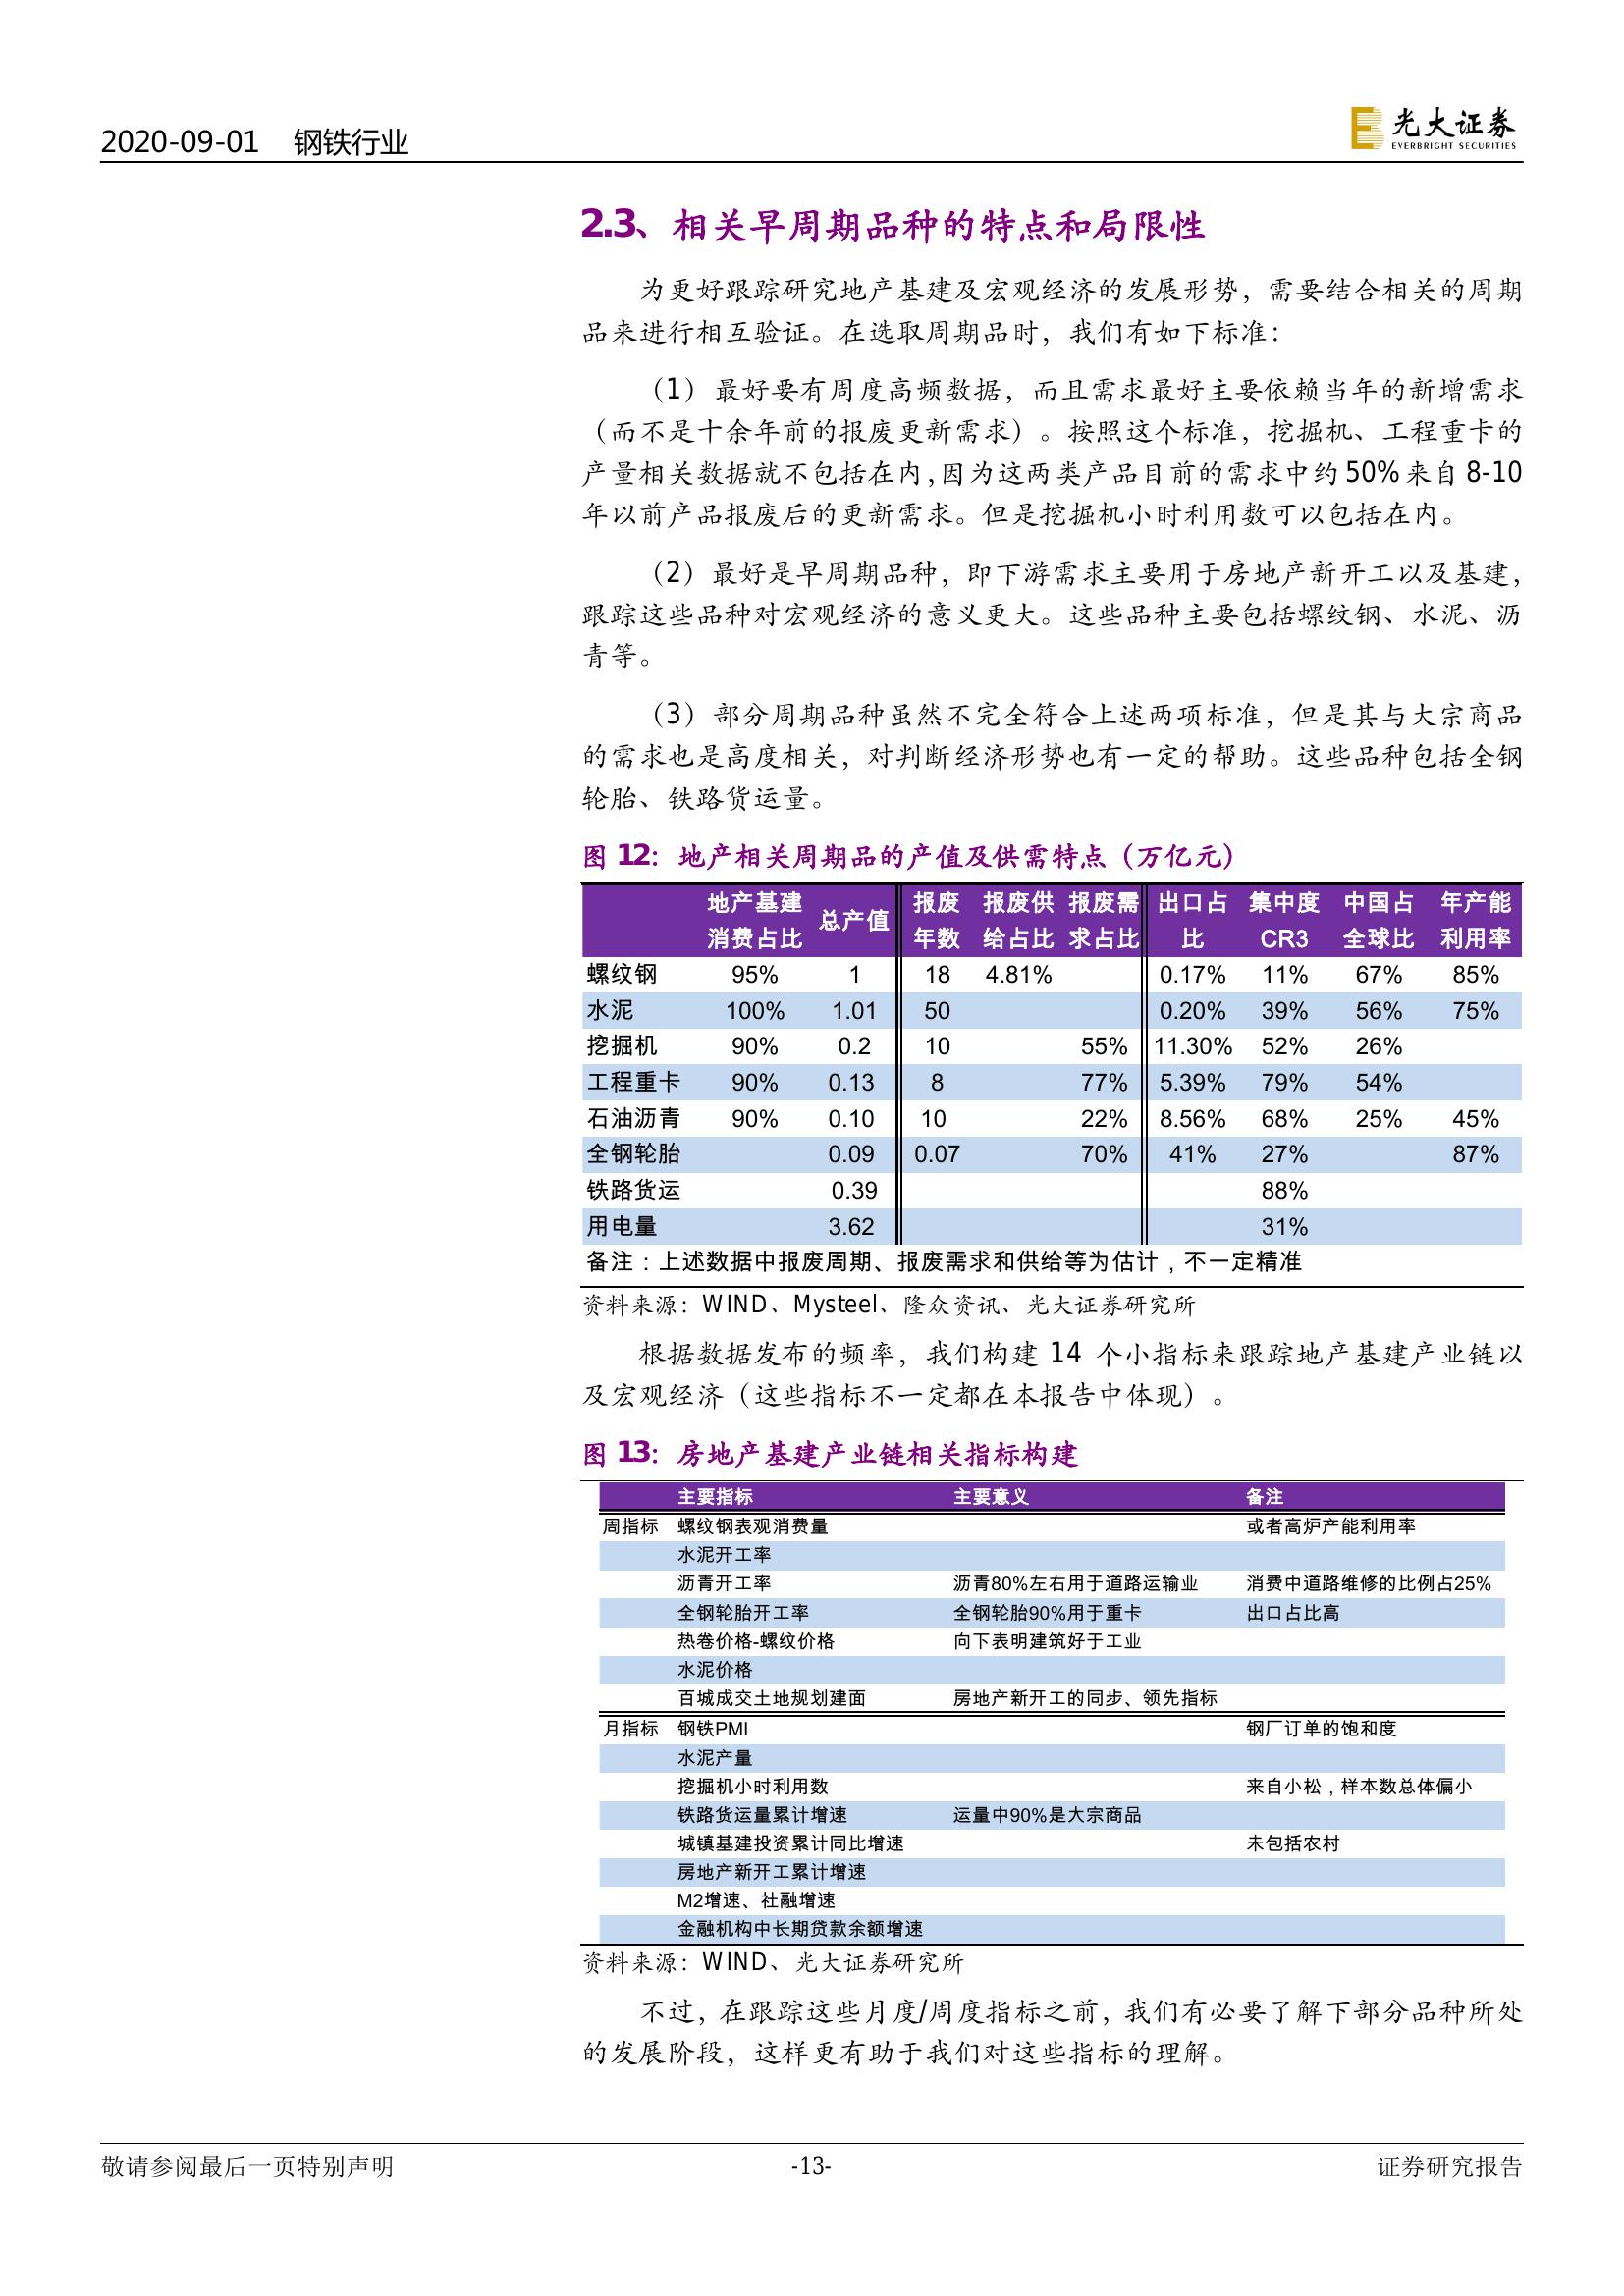 2020-09-01 钢铁行业
光大证券
EVERBRIGHT SECURITIES
2.3、相关早周期品种的特点和局限性
为更好跟踪研究地产基建及宏观经济的发展形势，需要结合相关的周期
品来进行相互验证。在选取周期品时，我们有如下标准：
（1）最好要有周度高频数据，而且需求最好主要依赖当年的新增需求
（而不是十余年前的报废更新需求）。按照这个标准，挖掘机、工程重卡的
产量相关数据就不包括在内,因为这两类产品目前的需求中约 50%来自 8-10
年以前产品报废后的更新需求。但是挖掘机小时利用数可以包括在内。
（2）最好是早周期品种，即下游需求主要用于房地产新开工以及基建，
跟踪这些品种对宏观经济的意义更大。这些品种主要包括螺纹钢、水泥、沥
青等。
（3）部分周期品种虽然不完全符合上述两项标准，但是其与大宗商品
的需求也是高度相关，对判断经济形势也有一定的帮助。这些品种包括全钢
轮胎、铁路货运量。
图 12：地产相关周期品的产值及供需特点（万亿元）
地产基建 总产值 报废 报废供 报废需 出口占 集中度 中国占 年产能
消费占比 年数 给占比 求占比 比 CR3 全球比 利用率
螺纹钢 95% 1 18 4.81% 0.17% 11% 67% 85%
水泥 100% 1.01 50 0.20% 39% 56% 75%
挖掘机 90% 0.2 10 55% 11.30% 52% 26%
工程重卡 90% 0.13 8 77% 5.39% 79% 54%
石油沥青 90% 0.10 10 22% 8.56% 68% 25% 45%
全钢轮胎 0.09 0.07 70% 41% 27% 87%
铁路货运 0.39 88%
用电量 3.62 31%
备注：上述数据中报废周期、报废需求和供给等为估计，不一定精准
资料来源：WIND、Mysteel、隆众资讯、光大证券研究所
根据数据发布的频率，我们构建 14 个小指标来跟踪地产基建产业链以
及宏观经济（这些指标不一定都在本报告中体现）。
图 13：房地产基建产业链相关指标构建
主要指标 主要意义 备注
周指标 螺纹钢表观消费量 或者高炉产能利用率
水泥开工率
沥青开工率 沥青80%左右用于道路运输业 消费中道路维修的比例占25%
全钢轮胎开工率 全钢轮胎90%用于重卡 出口占比高
热卷价格-螺纹价格 向下表明建筑好于工业
水泥价格
百城成交土地规划建面 房地产新开工的同步、领先指标
月指标 钢铁PMI 钢厂订单的饱和度
水泥产量
挖掘机小时利用数 来自小松，样本数总体偏小
铁路货运量累计增速 运量中90%是大宗商品
城镇基建投资累计同比增速 未包括农村
房地产新开工累计增速
M2增速、社融增速
金融机构中长期贷款余额增速
资料来源：WIND、光大证券研究所
不过，在跟踪这些月度/周度指标之前，我们有必要了解下部分品种所处
的发展阶段，这样更有助于我们对这些指标的理解。
敬请参阅最后一页特别声明 -13- 证券研究报告